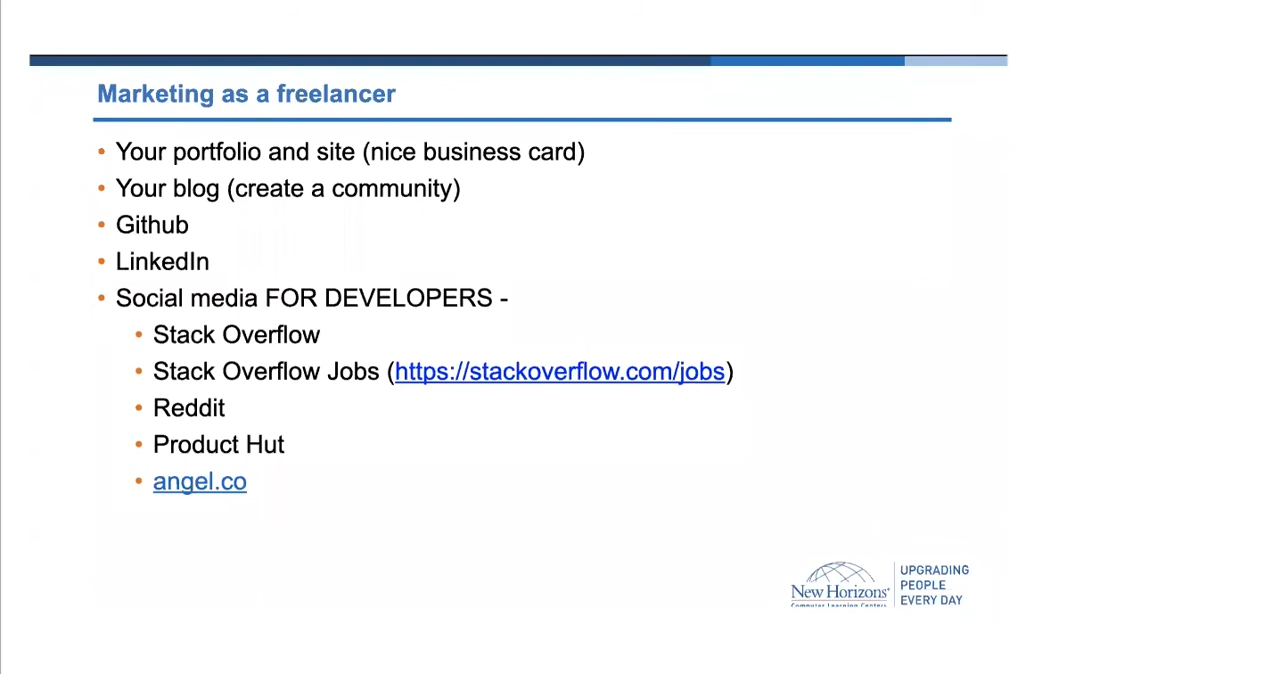 Marketing as a freelancer
• Your portfolio and site (nice business card)
• Your blog (create a community)
• Github
• LinkedIn
• Social media FOR DEVELOPERS -
• Stack Overflow
• Stack Overflow Jobs (https://stackoverflow.com/jobs)
• Reddit
• Product Hut
• angel.co
New Horizons®
Computer Learning Centers
UPGRADING
PEOPLE
EVERY DAY